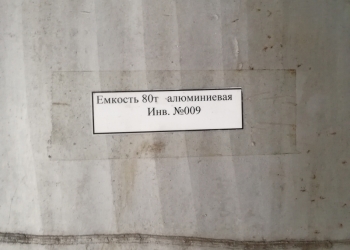 Емкость 80т алюминиевая
Инв. №009